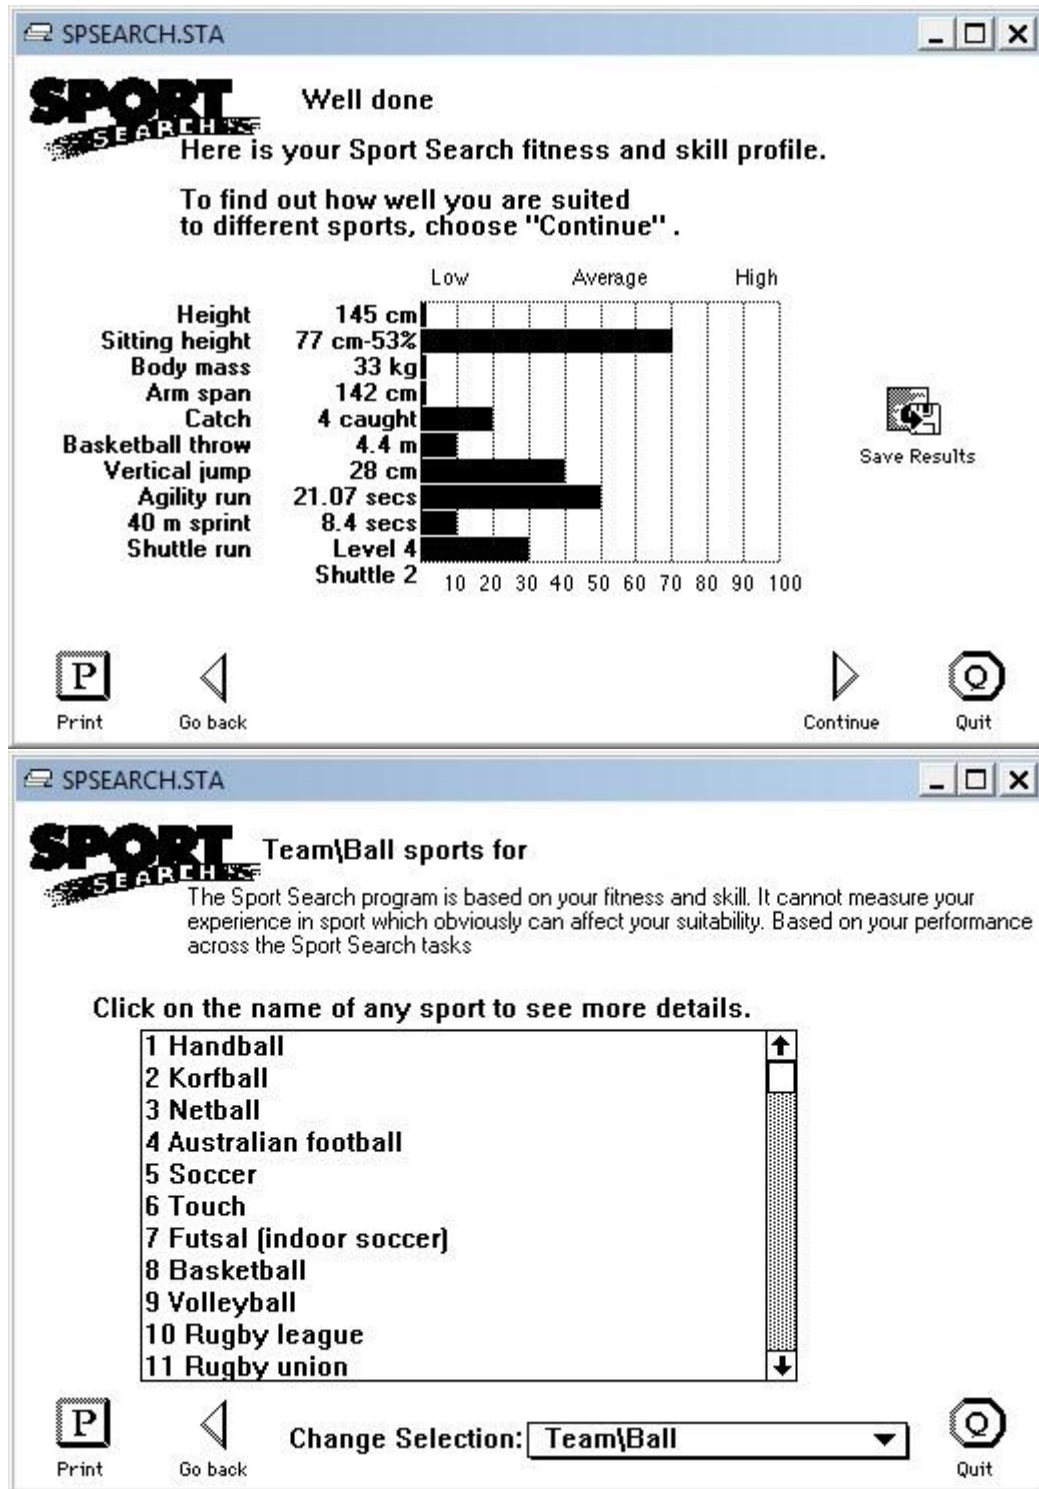 SPSEARCH.STA
SPORT
SEARCH
Well done
Here is your Sport Search fitness and skill profile.
To find out how well you are suited
to different sports, choose "Continue" .
Low Average High
Height 145 cm
Sitting height 77 cm-53%
Body mass 33 kg
Arm span 142 cm
Catch 4 caught
Basketball throw 4.4 m
Vertical jump 28 cm
Agility run 21.07 secs
40 m sprint 8.4 secs
Shuttle run Level 4
Shuttle 2
10 20 30 40 50 60 70 80 90 100
Save Results
P
Print
Go back
Continue
Q
Quit
SPSEARCH.STA
SPORT
SEARCH
Team\Ball sports for
The Sport Search program is based on your fitness and skill. It cannot measure your
experience in sport which obviously can affect your suitability. Based on your performance
across the Sport Search tasks
Click on the name of any sport to see more details.
1 Handball
2 Korfball
3 Netball
4 Australian football
5 Soccer
6 Touch
7 Futsal (indoor soccer)
8 Basketball
9 Volleyball
10 Rugby league
11 Rugby union
P
Print
Go back
Change Selection: Team\Ball
Q
Quit